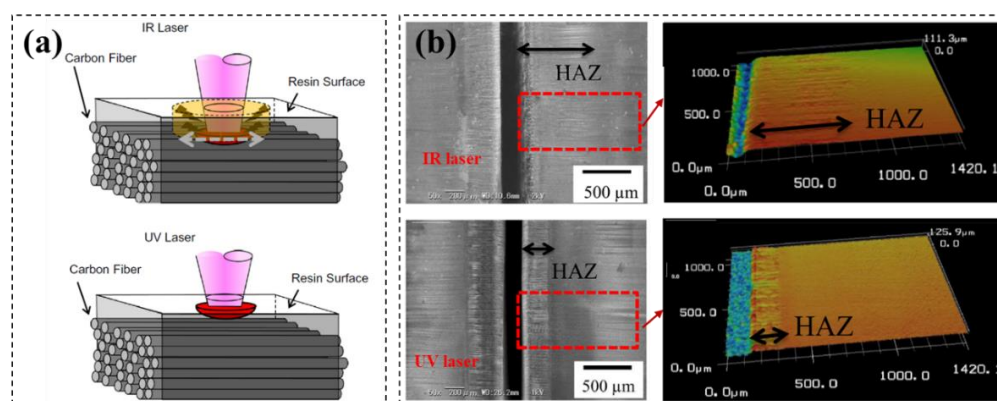 (a)
IR Laser
Carbon Fiber
Resin Surface
UV Laser
Carbon Fiber
Resin Surface
(b)
HAZ
IR laser
500 µm
111.3µm
0.0
1000.0
500.0
HAZ
0.0µm
0.0µm
500.0
1000.0
1420.1
HAZ
UV laser
500 µm
125.9µm
0.0
1000.0
500.0
HAZ
0.0µm
0.0µm
500.0
1000.0
1420.1